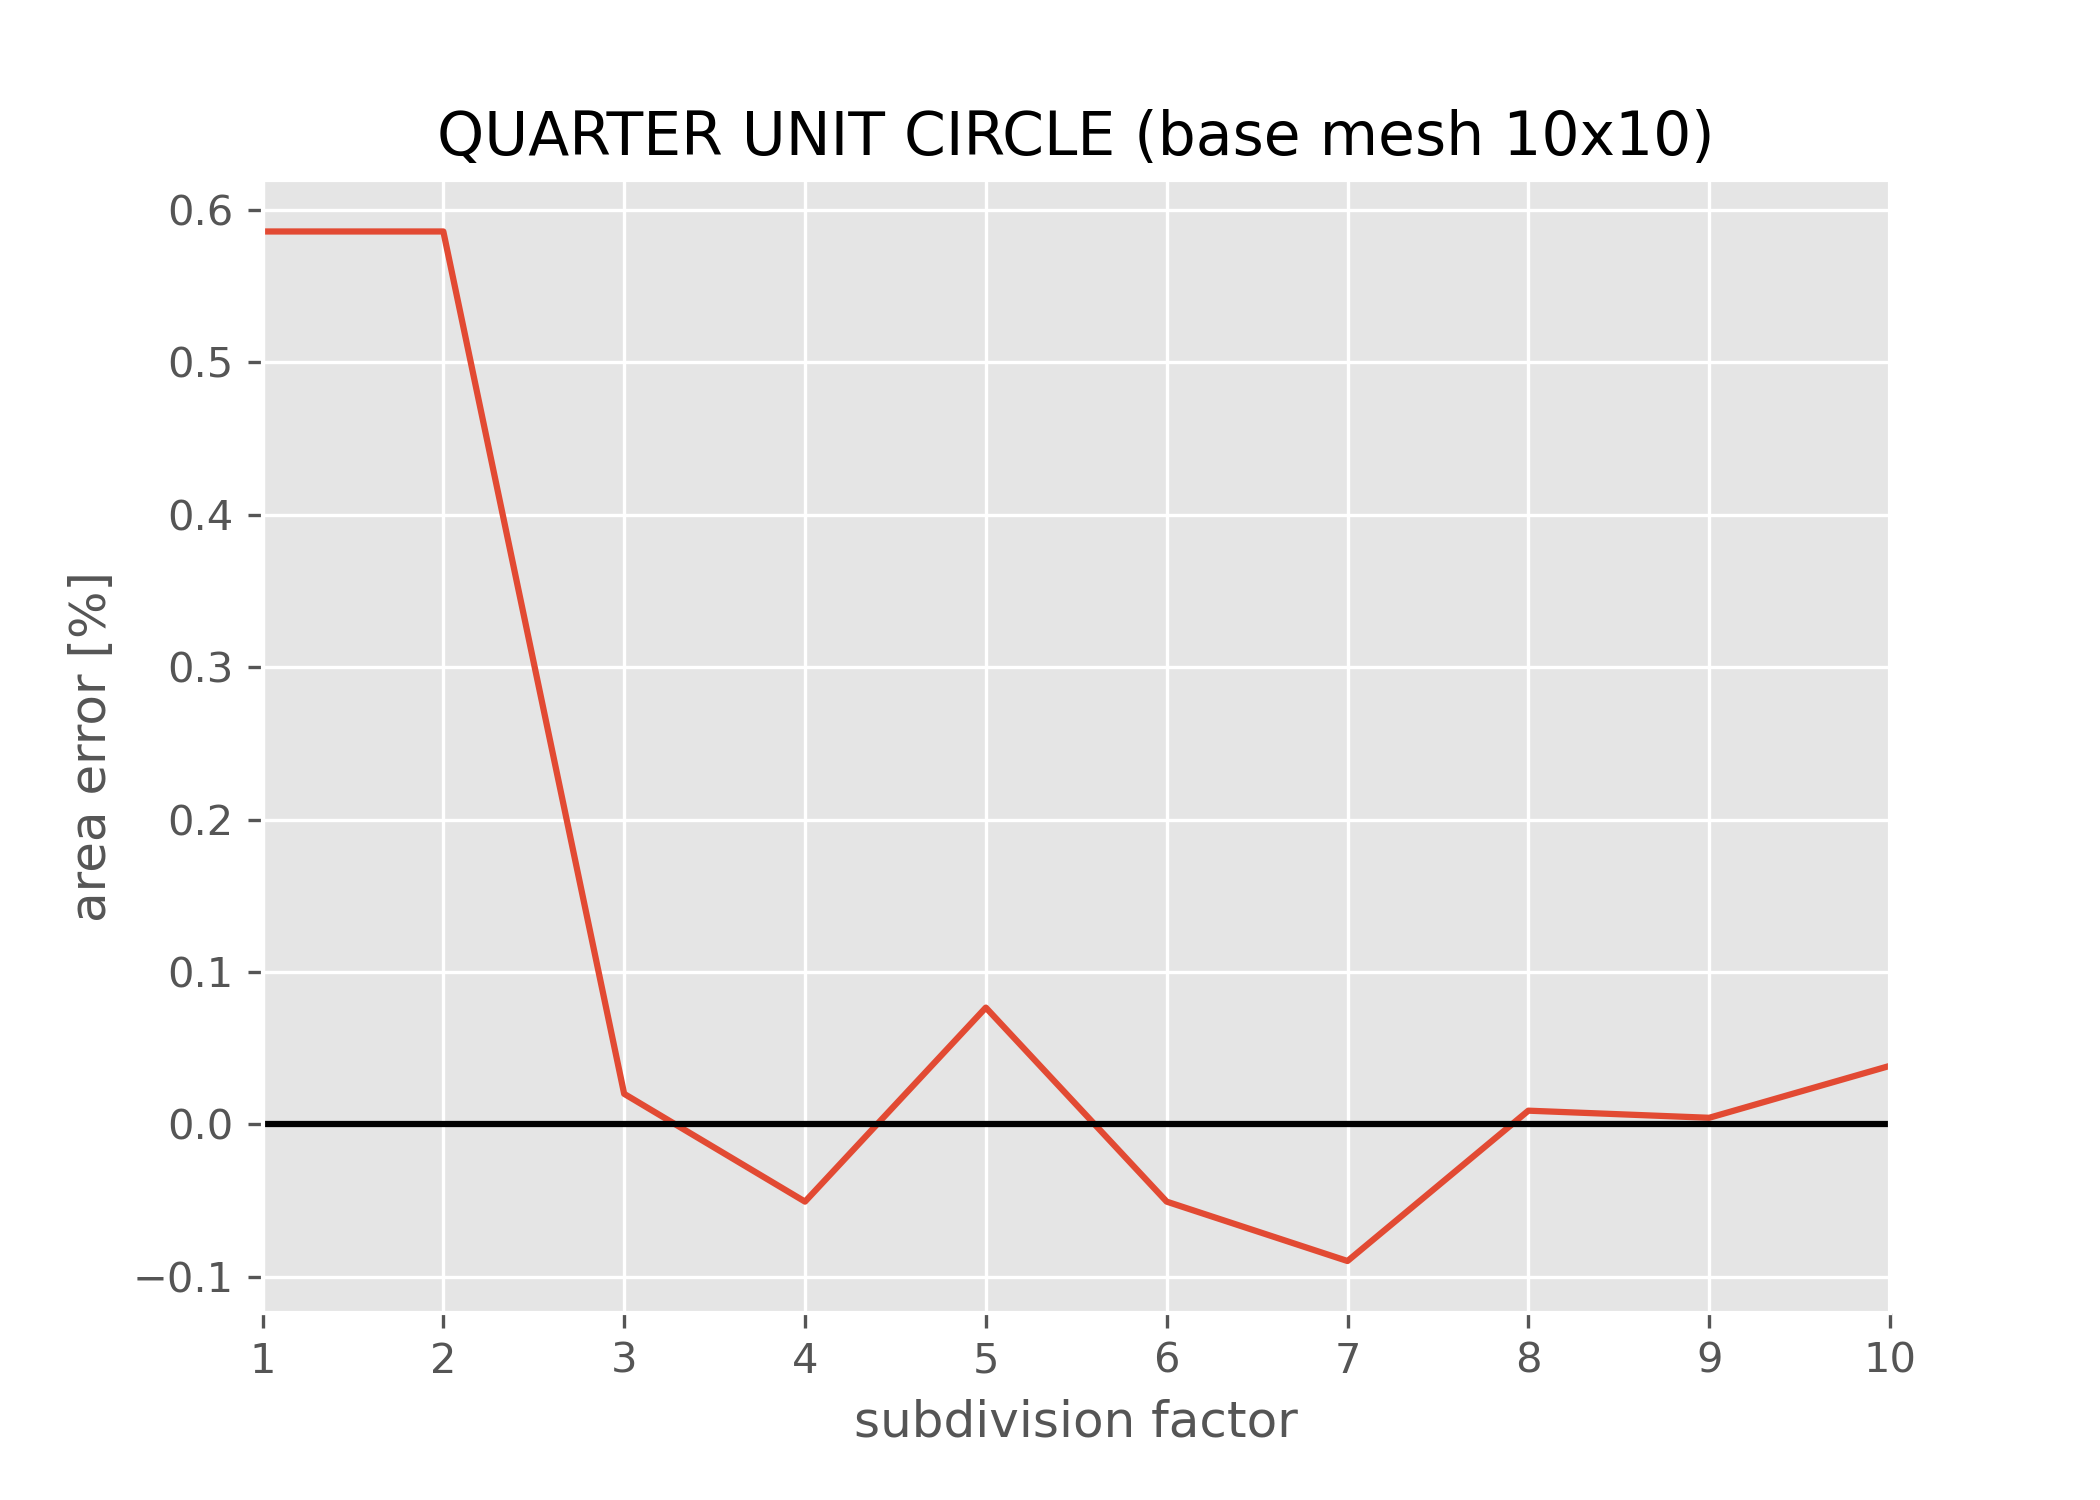 QUARTER UNIT CIRCLE (base mesh 10x10)
area error [%]
0.6
0.5
0.4
0.3
0.2
0.1
0.0
−0.1
1 2 3 4 5 6 7 8 9 10
subdivision factor